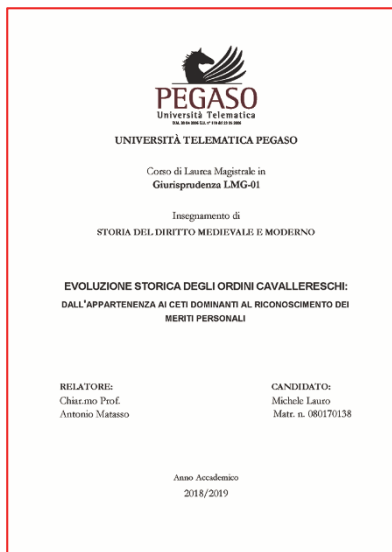 PEGASO
Università Telematica
UNIVERSITÀ TELEMATICA PEGASO
Corso di Laurea Magistrale in
Giurisprudenza LMG-01
Insegnamento di
STORIA DEL DIRITTO MEDIEVALE E MODERNO
EVOLUZIONE STORICA DEGLI ORDINI CAVALLERESCHI:
DALL'APPARTENENZA AI CETI DOMINANTI AL RICONOSCIMENTO DEI
MERITI PERSONALI
RELATORE:
Chiar.mo Prof.
Antonio Matasso
CANDIDATO:
Michele Lauro
Matr. n. 080170138
Anno Accademico
2018/2019